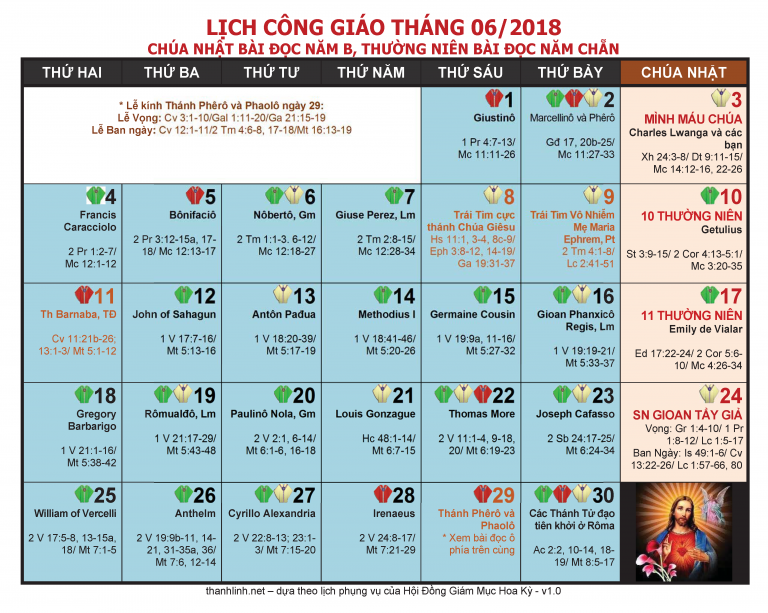 LỊCH CÔNG GIÁO THÁNG 06/2018
CHÚA NHẬT BÀI ĐỌC NĂM B, THƯỜNG NIÊN BÀI ĐỌC NĂM CHẴN
THỨ HAI THỨ BA THỨ TƯ THỨ NĂM THỨ SÁU THỨ BẢY CHÚA NHẬT
* Lễ kính Thánh Phêrô và Phaolô ngày 29:
Lễ Vọng: Cv 3:1-10/Gal 1:11-20/Ga 21:15-19
Lễ Ban ngày: Cv 12:1-11/2 Tm 4:6-8, 17-18/Mt 16:13-19
1
Giustinô
1 Pr 4:7-13/
Mc 11:11-26
2
Marcellinô và Phêrô
Gđ 17, 20b-25/
Mc 11:27-33
3
MÌNH MÁU CHÚA
Charles Lwanga và các
bạn
Xh 24:3-8/ Dt 9:11-15/
Mc 14:12-16, 22-26
4
Francis
Caracciolo
2 Pr 1:2-7/
Mc 12:1-12
5
Bônifaciô
2 Pr 3:12-15a, 17-
18/ Mc 12:13-17
6
Nôbertô, Gm
2 Tm 1:1-3. 6-12/
Mc 12:18-27
7
Giuse Perez, Lm
2 Tm 2:8-15/
Mc 12:28-34
8
Trái Tim cực
thánh Chúa Giêsu
Hs 11:1, 3-4, 8c-9/
Eph 3:8-12, 14-19/
Ga 19:31-37
9
Trái Tim Vô Nhiễm
Mẹ Maria
Ephrem, Pt
2 Tm 4:1-8/
Lc 2:41-51
10
10 THƯỜNG NIÊN
Getulius
St 3:9-15/ 2 Cor 4:13-5:1/
Mc 3:20-35
11
Th Barnaba, TĐ
Cv 11:21b-26;
13:1-3/ Mt 5:1-12
12
John of Sahagun
1 V 17:7-16/
Mt 5:13-16
13
Antôn Pađua
1 V 18:20-39/
Mt 5:17-19
14
Methodius I
1 V 18:41-46/
Mt 5:20-26
15
Germaine Cousin
1 V 19:9a, 11-16/
Mt 5:27-32
16
Gioan Phanxicô
Regis, Lm
1 V 19:19-21/
Mt 5:33-37
17
11 THƯỜNG NIÊN
Emily de Vialar
Ed 17:22-24/ 2 Cor 5:6-
10/ Mc 4:26-34
18
Gregory
Barbarigo
1 V 21:1-16/
Mt 5:38-42
19
Rômualđô, Lm
1 V 21:17-29/
Mt 5:43-48
20
Paulinô Nola, Gm
2 V 2:1, 6-14/
Mt 6:1-6, 16-18
21
Louis Gonzague
Hc 48:1-14/
Mt 6:7-15
22
Thomas More
2 V 11:1-4, 9-18,
20/ Mt 6:19-23
23
Joseph Cafasso
2 Sb 24:17-25/
Mt 6:24-34
24
SN GIOAN TẨY GIẢ
Vọng: Gr 1:4-10/ 1 Pr
1:8-12/ Lc 1:5-17
Ban Ngày: Is 49:1-6/ Cv
13:22-26/ Lc 1:57-66, 80
25
William of Vercelli
2 V 17:5-8, 13-15a,
18/ Mt 7:1-5
26
Anthelm
2 V 19:9b-11, 14-
21, 31-35a, 36/
Mt 7:6, 12-14
27
Cyrillo Alexandria
2 V 22:8-13; 23:1-
3/ Mt 7:15-20
28
Irenaeus
2 V 24:8-17/
Mt 7:21-29
29
Thánh Phêrô và
Phaolô
* Xem bài đọc ô
phía trên cùng
30
Các Thánh Tử đạo
tiên khởi ở Rôma
Ac 2:2, 10-14, 18-
19/ Mt 8:5-17
thanhlinh.net – dựa theo lịch phụng vụ của Hội Đồng Giám Mục Hoa Kỳ - v1.0